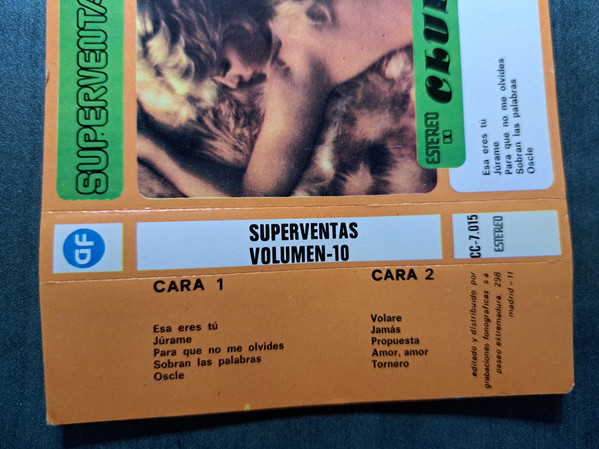 SUPERVENTA
ESTEREO
Esa eres tú
Júrame
Para que no me olvides
Sobran las palabras
Oscle
GF
SUPERVENTAS
VOLUMEN-10
CC-7.015
ESTEREO
CARA 1
Esa eres tú
Júrame
Para que no me olvides
Sobran las palabras
Oscle
CARA 2
Volare
Jamás
Propuesta
Amor, amor
Tornero
editado y distribuido por
grabaciones fonograficas s a
paseo extremadura, 298
madrid - 11